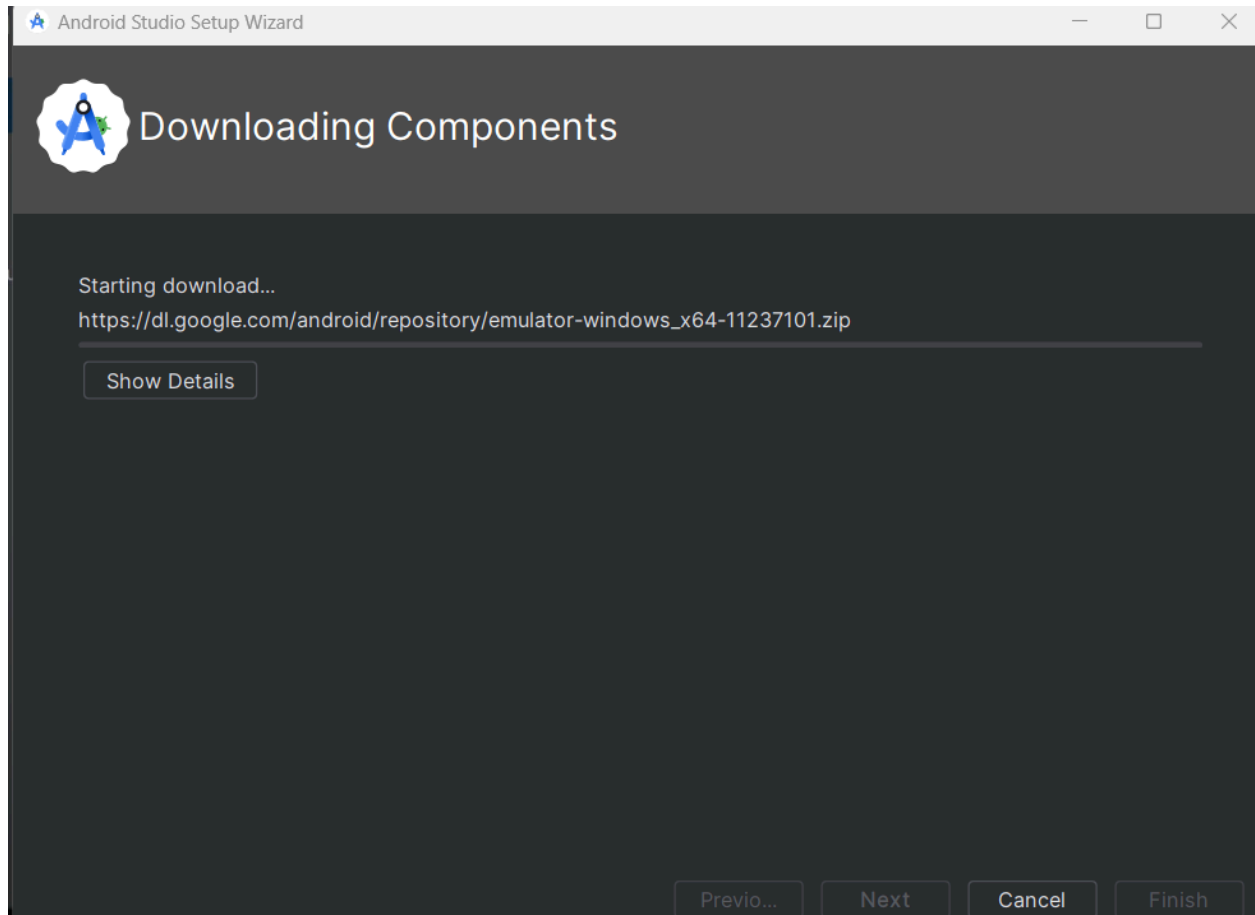 Android Studio Setup Wizard
Downloading Components
Starting download...
https://dl.google.com/android/repository/emulator-windows_x64-11237101.zip
Show Details
Previo... Next Cancel Finish